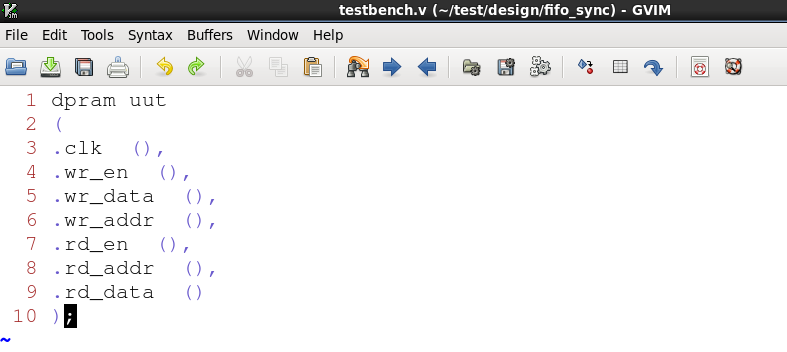 testbench.v (~/test/design/fifo_sync) - GVIM
File Edit Tools Syntax Buffers Window Help
1 dpram uut
2 (
3 .clk  (),
4 .wr_en  (),
5 .wr_data  (),
6 .wr_addr  (),
7 .rd_en  (),
8 .rd_addr  (),
9 .rd_data  ()
10 );
~